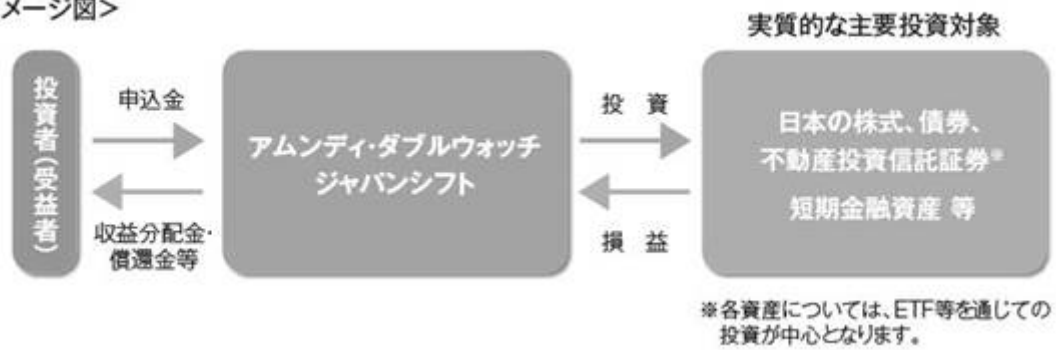 メージ図＞
実質的な主要投資対象
投資者(受益者)
申込金
収益分配金・
償還金等
アムンディ・ダブルウォッチ
ジャパンシフト
投 資
損 益
日本の株式、債券、
不動産投資信託証券※
短期金融資産 等
※各資産については、ETF等を通じての
投資が中心となります。